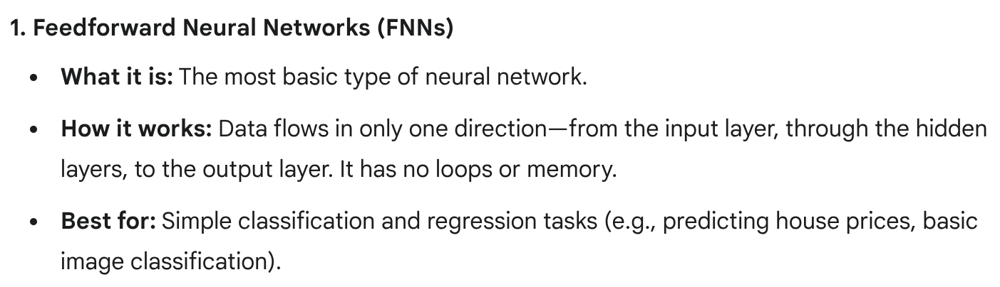 1. Feedforward Neural Networks (FNNs)
• What it is: The most basic type of neural network.
• How it works: Data flows in only one direction—from the input layer, through the hidden
layers, to the output layer. It has no loops or memory.
• Best for: Simple classification and regression tasks (e.g., predicting house prices, basic
image classification).